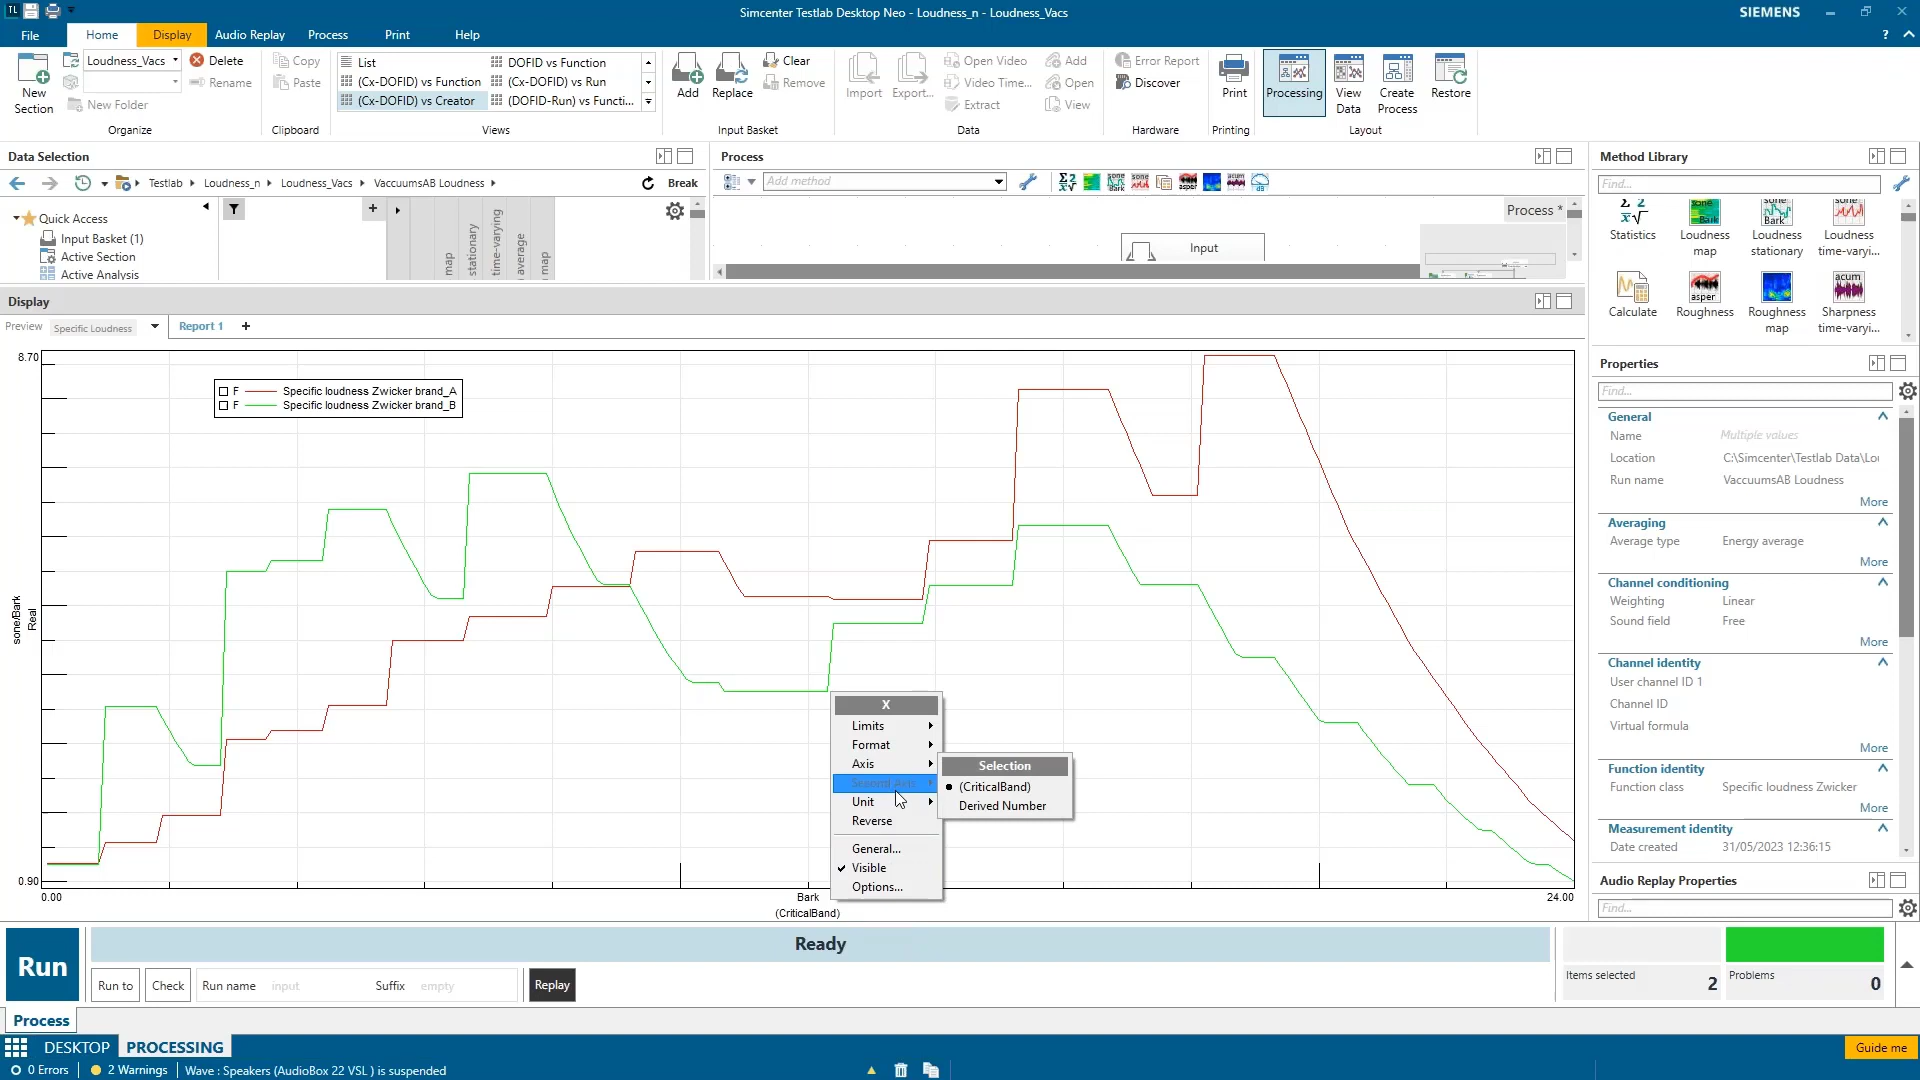 TL
Simcenter Testlab Desktop Neo - Loudness_n - Loudness_Vacs
SIEMENS
File Home Display Audio Replay Process Print Help
?
New Section
Loudness_Vacs
Delete
Rename
New Folder
Organize
Copy
Paste
Clipboard
List
(Cx-DOFID) vs Function
(Cx-DOFID) vs Creator
DOFID vs Function
(Cx-DOFID) vs Run
(DOFID-Run) vs Functi...
Views
Add
Replace
Clear
Remove
Input Basket
Import
Export...
Open Video
Video Time...
Extract
Add
Open
View
Data
Error Report
Discover
Hardware
Print
Printing
Processing
View Data
Create Process
Restore
Layout
Data Selection
Testlab
Loudness_n
Loudness_Vacs
VaccuumsAB Loudness
Break
Quick Access
Input Basket (1)
Active Section
Active Analysis
map
stationary
time-varying
average
map
Process
Add method
Process *
Input
Method Library
Find...
Statistics
Loudness map
Loudness stationary
Loudness time-varyi...
Calculate
Roughness
Roughness map
Sharpness time-varyi...
Display
Preview
Specific Loudness
Report 1
+
8.70
F Specific loudness Zwicker brand_A
F Specific loudness Zwicker brand_B
sone/Bark
Real
0.90
0.00
Bark
(CriticalBand)
24.00
X
Limits
Format
Axis
Unit
Reverse
General...
Visible
Options...
Selection
(CriticalBand)
Derived Number
Properties
Find...
General
Name Multiple values
Location C:\Simcenter\Testlab Data\Lou
Run name VaccuumsAB Loudness
More
Averaging
Average type Energy average
More
Channel conditioning
Weighting Linear
Sound field Free
More
Channel identity
User channel ID 1
Channel ID
Virtual formula
More
Function identity
Function class Specific loudness Zwicker
More
Measurement identity
Date created 31/05/2023 12:36:15
Audio Replay Properties
Find...
Run
Ready
Run to
Check
Run name input
Suffix empty
Replay
Items selected
2
Problems
0
Process
DESKTOP PROCESSING
Guide me
0 Errors
2 Warnings
Wave : Speakers (AudioBox 22 VSL ) is suspended